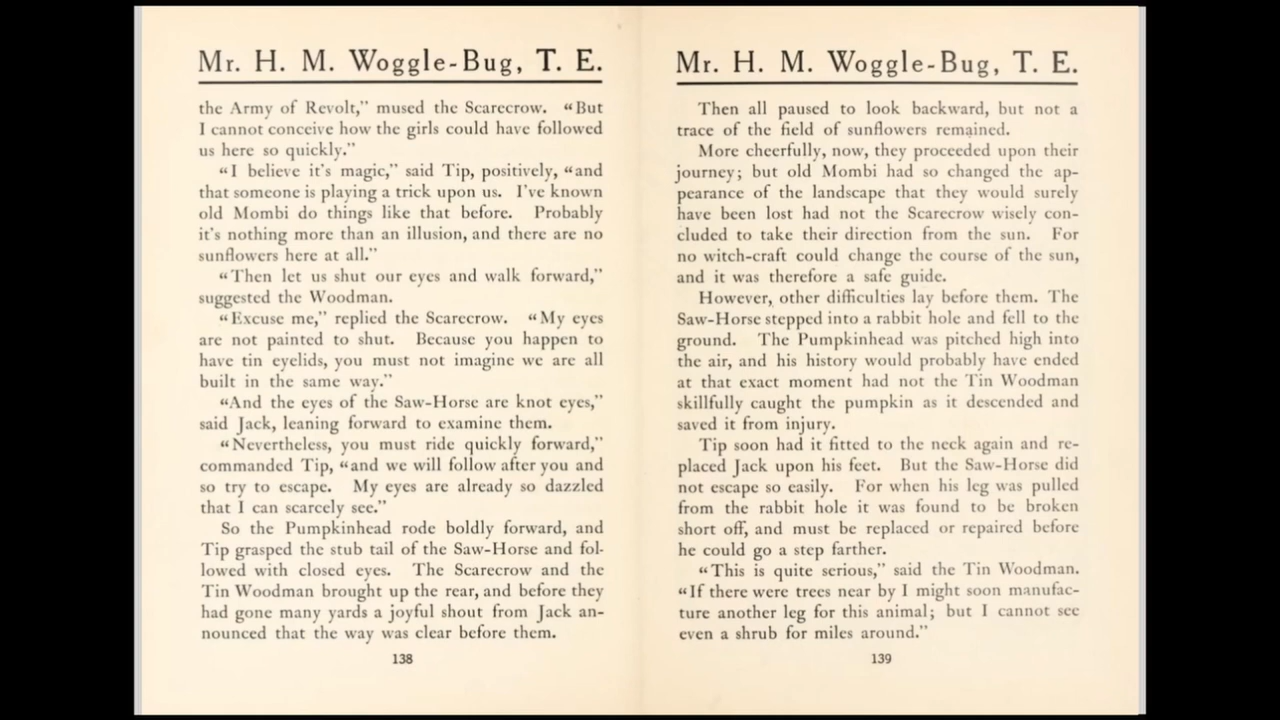 Mr. H. M. Woggle-Bug, T. E.
the Army of Revolt,” mused the Scarecrow. “But
I cannot conceive how the girls could have followed
us here so quickly.”
“I believe it's magic,” said Tip, positively, “and
that someone is playing a trick upon us. I've known
old Mombi do things like that before. Probably
it's nothing more than an illusion, and there are no
sunflowers here at all.”
“Then let us shut our eyes and walk forward,”
suggested the Woodman.
“Excuse me,” replied the Scarecrow. “My eyes
are not painted to shut. Because you happen to
have tin eyelids, you must not imagine we are all
built in the same way.”
“And the eyes of the Saw-Horse are knot eyes,”
said Jack, leaning forward to examine them.
“Nevertheless, you must ride quickly forward,”
commanded Tip, “and we will follow after you and
so try to escape. My eyes are already so dazzled
that I can scarcely see.”
So the Pumpkinhead rode boldly forward, and
Tip grasped the stub tail of the Saw-Horse and fol-
lowed with closed eyes. The Scarecrow and the
Tin Woodman brought up the rear, and before they
had gone many yards a joyful shout from Jack an-
nounced that the way was clear before them.
138
Mr. H. M. Woggle-Bug, T. E.
Then all paused to look backward, but not a
trace of the field of sunflowers remained.
More cheerfully, now, they proceeded upon their
journey; but old Mombi had so changed the ap-
pearance of the landscape that they would surely
have been lost had not the Scarecrow wisely con-
cluded to take their direction from the sun. For
no witch-craft could change the course of the sun,
and it was therefore a safe guide.
However, other difficulties lay before them. The
Saw-Horse stepped into a rabbit hole and fell to the
ground. The Pumpkinhead was pitched high into
the air, and his history would probably have ended
at that exact moment had not the Tin Woodman
skillfully caught the pumpkin as it descended and
saved it from injury.
Tip soon had it fitted to the neck again and re-
placed Jack upon his feet. But the Saw-Horse did
not escape so easily. For when his leg was pulled
from the rabbit hole it was found to be broken
short off, and must be replaced or repaired before
he could go a step farther.
“This is quite serious,” said the Tin Woodman.
“If there were trees near by I might soon manufac-
ture another leg for this animal; but I cannot see
even a shrub for miles around.”
139